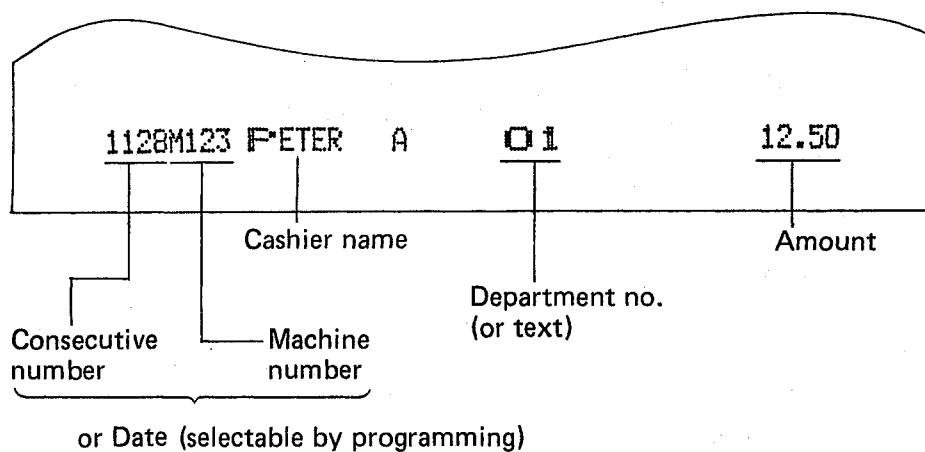 1128M123 PETER A 01 12.50
Cashier name
Amount
Department no.
(or text)
Consecutive
number
Machine
number
or Date (selectable by programming)